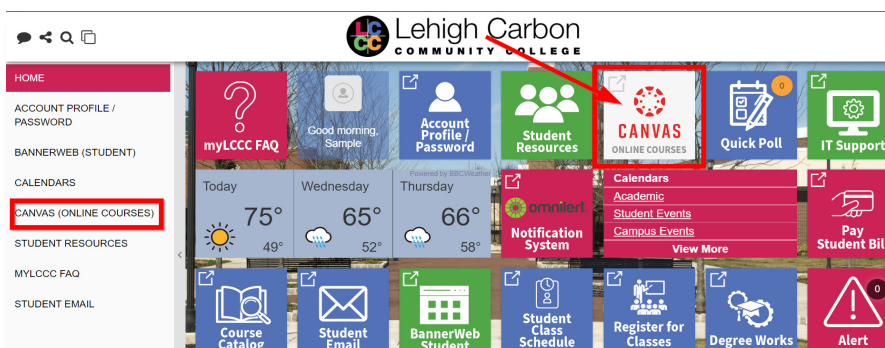 LCCC
Lehigh Carbon
COMMUNITY COLLEGE
HOME
ACCOUNT PROFILE /
PASSWORD
BANNERWEB (STUDENT)
CALENDARS
CANVAS (ONLINE COURSES)
STUDENT RESOURCES
MYLCCC FAQ
STUDENT EMAIL
myLCCC FAQ
Good morning,
Sample
Account
Profile /
Password
Student
Resources
CANVAS
ONLINE COURSES
0
Quick Poll
IT Support
Powered by BBCWeather
Today
75°
49°
Wednesday
65°
52°
Thursday
66°
58°
omnilert
Notification
System
Calendars
Academic
Student Events
Campus Events
View More
Pay
Student Bill
Course
Catalog
Student
Email
BannerWeb
Student
Student
Class
Schedule
Register for
Classes
Degree Works
0
Alert